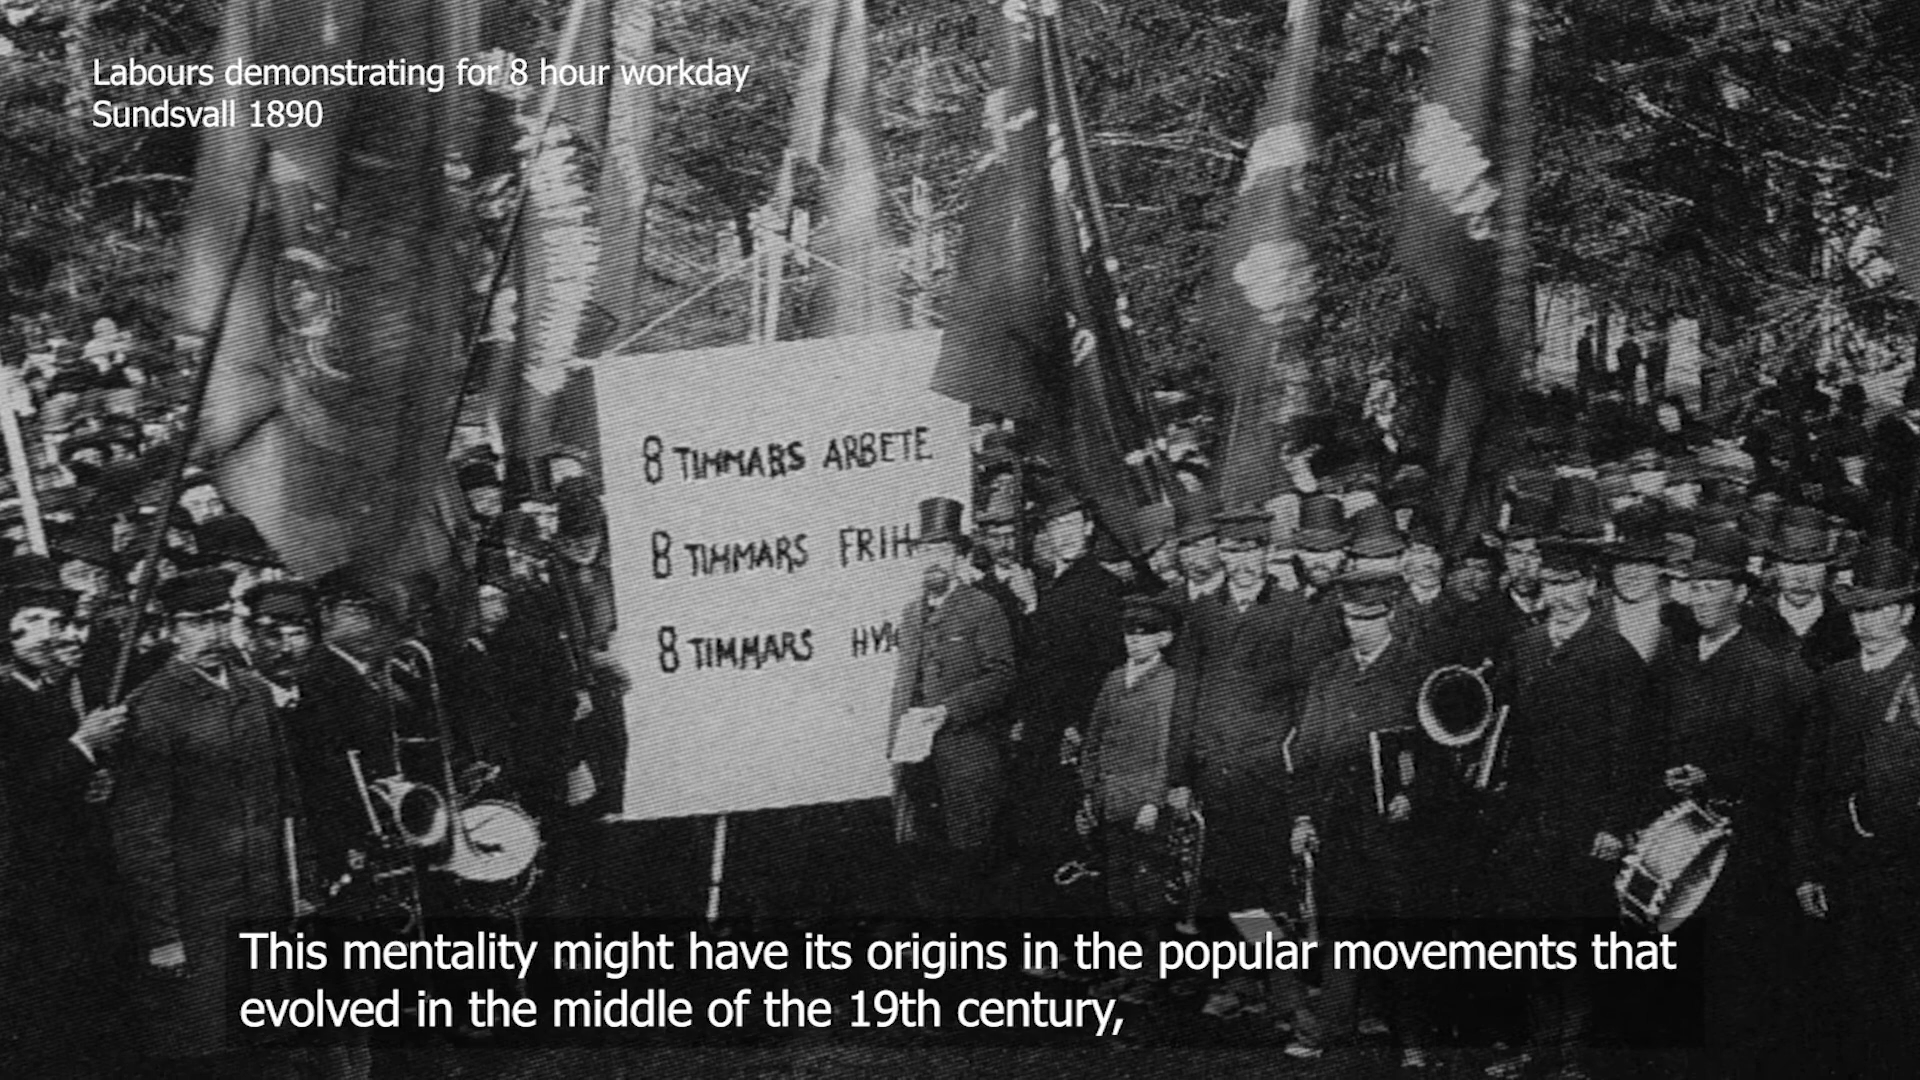 Labours demonstrating for 8 hour workday
Sundsvall 1890
8 TIMMARS ARBETE
8 TIMMARS FRIH
8 TIMMARS
This mentality might have its origins in the popular movements that
evolved in the middle of the 19th century,